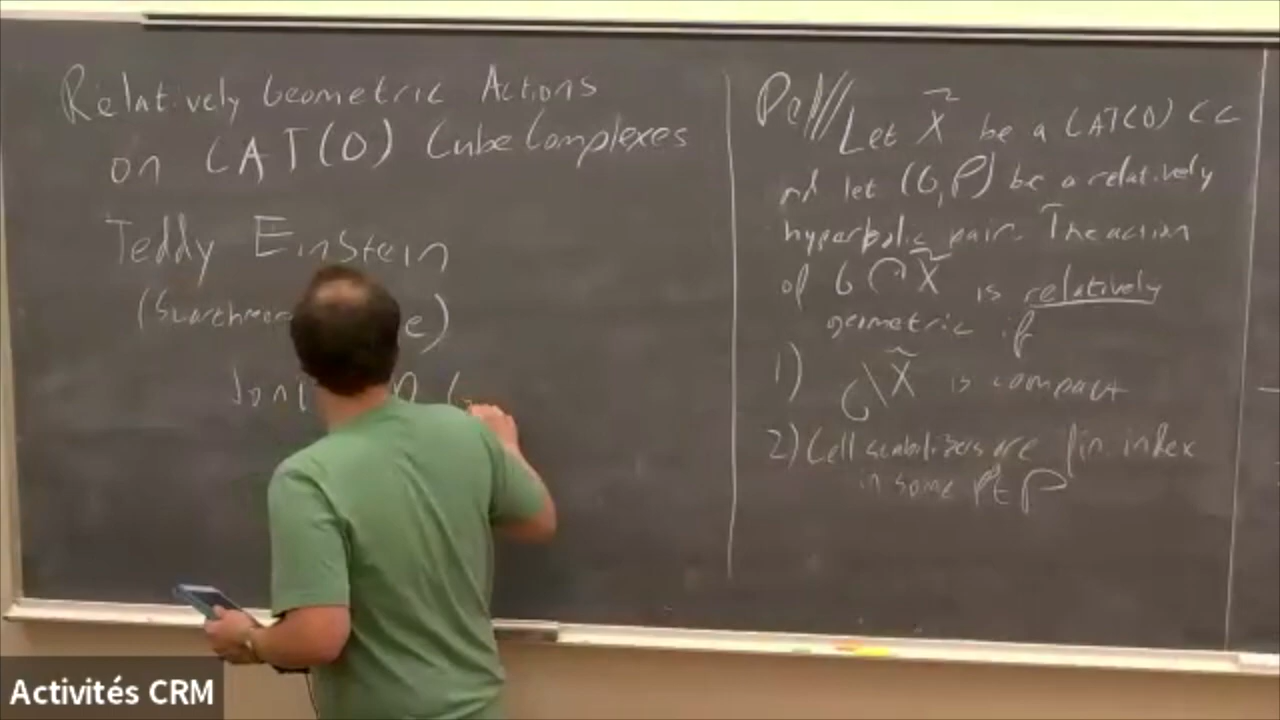 Relatively Geometric Actions
on CAT(0) Cube Complexes
Teddy Einstein
(Swarthmo e)
Joint
Def// Let X̃ be a CAT(0) CC
and let (G,P) be a relatively
hyperbolic pair. The action
of G ↷ X̃ is relatively
geometric if
1) G\X̃ is compact
2) Cell stabilizers are fin. index
in some P ∈ P
Activités CRM